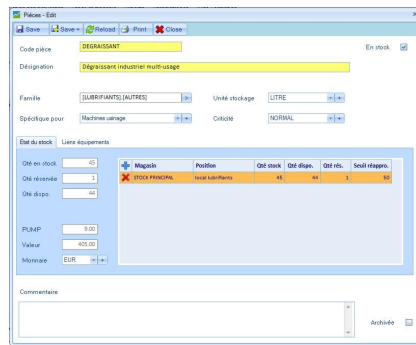 Pièces - Edit
Save Save Reload Print Close
Code pièce DEGRAISSANT En stock
Désignation Dégraissant industriel multi-usage
Famille [LUBRIFIANTS].[AUTRES] Unité stockage LITRE
Spécifique pour Machines usinage Criticité NORMAL
Etat du stock Liens équipements
Qté en stock 45
Qté réservée 1
Qté dispo. 44
Magasin Position Qté stock Qté dispo. Qté rés. Seuil réappro.
STOCK PRINCIPAL local lubrifiants 45 44 1 50
PUMP 9.00
Valeur 405.00
Monnaie EUR
Commentaire
Archivée